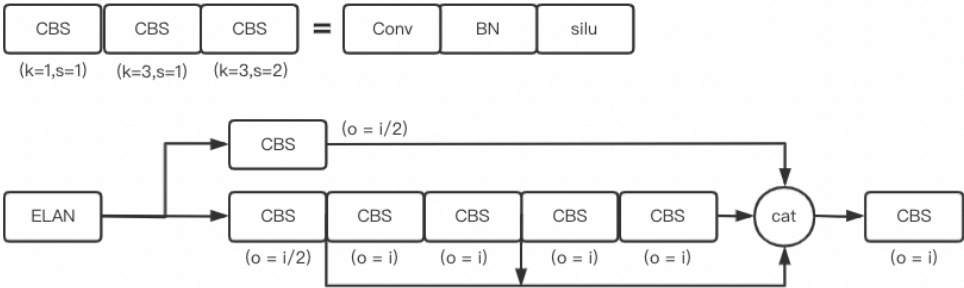 CBS CBS CBS = Conv BN silu
(k=1,s=1) (k=3,s=1) (k=3,s=2)
(o = i/2)
CBS
ELAN CBS CBS CBS CBS CBS cat CBS
(o = i/2) (o = i) (o = i) (o = i) (o = i) (o = i)